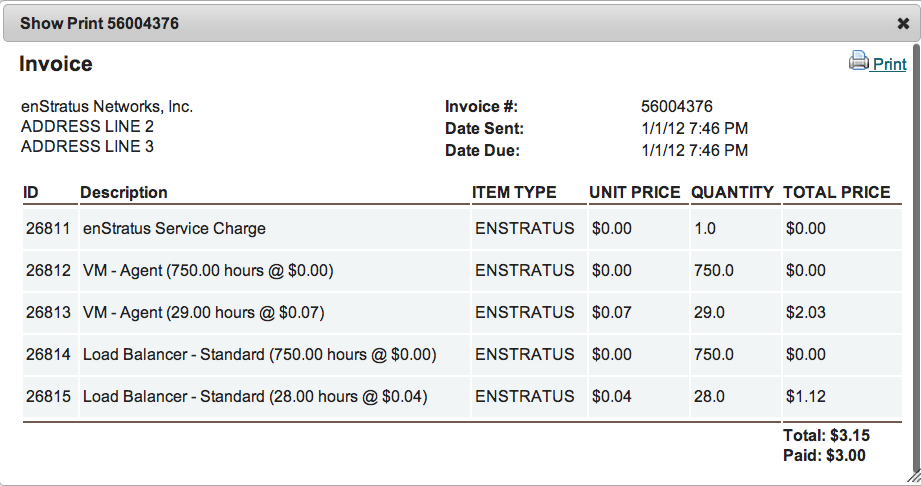 Show Print 56004376
Invoice
Print
enStratus Networks, Inc.
ADDRESS LINE 2
ADDRESS LINE 3
Invoice #: 56004376
Date Sent: 1/1/12 7:46 PM
Date Due: 1/1/12 7:46 PM
ID Description ITEM TYPE UNIT PRICE QUANTITY TOTAL PRICE
26811 enStratus Service Charge ENSTRATUS $0.00 1.0 $0.00
26812 VM - Agent (750.00 hours @ $0.00) ENSTRATUS $0.00 750.0 $0.00
26813 VM - Agent (29.00 hours @ $0.07) ENSTRATUS $0.07 29.0 $2.03
26814 Load Balancer - Standard (750.00 hours @ $0.00) ENSTRATUS $0.00 750.0 $0.00
26815 Load Balancer - Standard (28.00 hours @ $0.04) ENSTRATUS $0.04 28.0 $1.12
Total: $3.15
Paid: $3.00